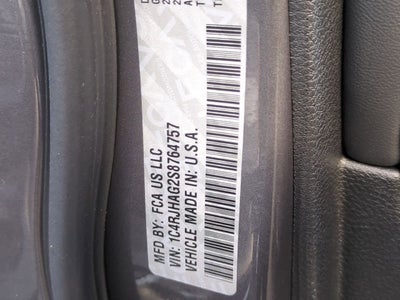 MFD BY: FCA US LLC
VIN: 1C4RJHAG2S8764757
VEHICLE MADE IN: U.S.A.